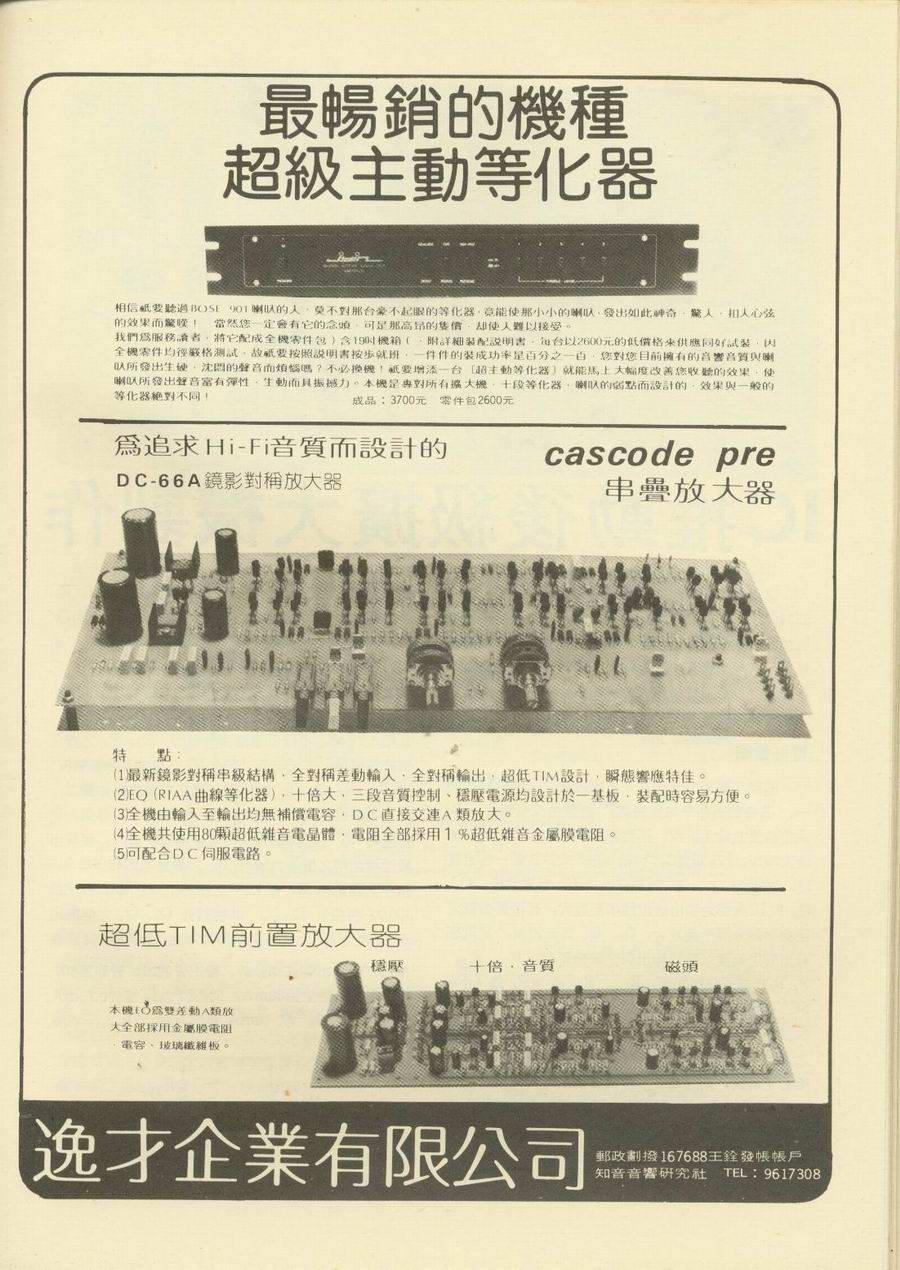 最暢銷的機種
超級主動等化器
相信祇要聽過BOSE 901喇叭的人，莫不對那台毫不起眼的等化器，竟能使那小小的喇叭，發出如此神奇，驚人，扣人心弦
的效果而驚嘆！ 當然您一定會有它的念頭，可是那高昂的售價，却使人難以接受。
我們爲服務讀者，將它配成全機零件包）含19吋機箱（，附詳細裝配説明書，每台以2600元的低價格來供應同好試裝，因
全機零件均徑嚴格測試，故祇要按照説明書按步就班，一件件的裝成功率是百分之一百，您對您目前擁有的音響音質與喇
叭所發出生硬，沈悶的聲音而煩惱嗎？不必換機！祇要增添一台〔超主動等化器〕就能馬上大幅度改善您收聽的效果，使
喇叭所發出聲音富有彈性，生動而具振撼力。本機是專對所有擴大機，十段等化器，喇叭的弱點而設計的，效果與一般的
等化器絶對不同！ 成品：3700元 零件包2600元
爲追求Hi-Fi音質而設計的
cascode pre
DC-66A鏡影對稱放大器
串疊放大器
特 點：
⑴最新鏡影對稱串級結構，全對稱差動輸入，全對稱輸出，超低TIM設計，瞬態響應特佳。
⑵EQ（RIAA曲線等化器），十倍大，三段音質控制、穩壓電源均設計於一基板，裝配時容易方便。
⑶全機由輸入至輸出均無補償電容，DC直接交連A類放大。
⑷全機共使用80顆超低雜音電晶體，電阻全部採用1%超低雜音金屬膜電阻。
⑸可配合DC伺服電路。
超低TIM前置放大器
穩壓 十倍．音質 磁頭
本機EQ爲雙差動A類放
大全部採用金屬膜電阻
，電容、玻璃纖維板。
逸才企業有限公司
郵政劃撥167688王銓發帳帳戶
知音音響研究社 TEL：9617308